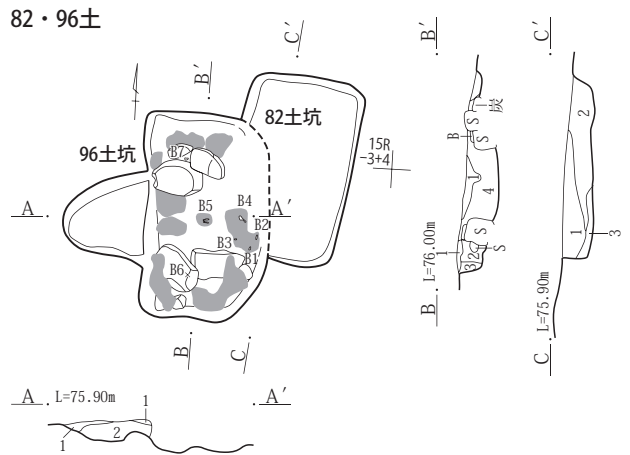 82・96土
C′
B′
82土坑
96土坑
15R
-3+4
B7
A
A′
B5
B4
B2
B3
B1
B6
B
C
A
L=75.90m
A′
1
2
1
B′
炭
S
B
S
1
4
S
1
S
2
3
L=76.00m
B
C′
2
1
3
L=75.90m
C